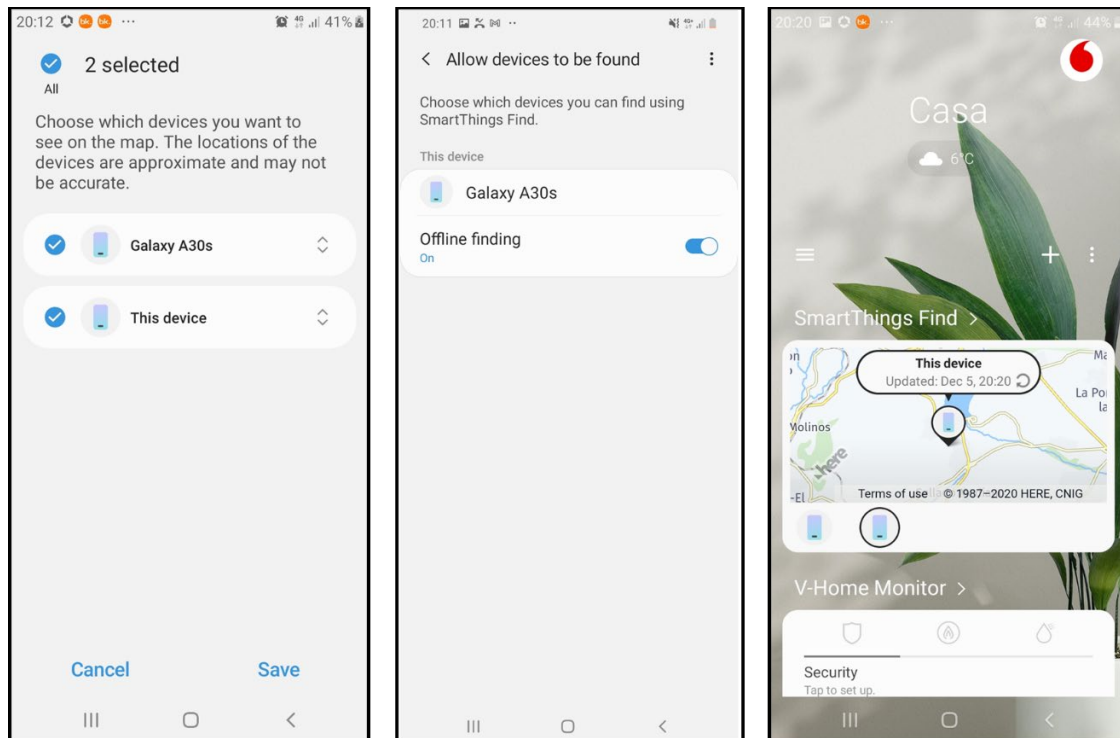 20:12 ··· 4G 41%
2 selected
All
Choose which devices you want to
see on the map. The locations of the
devices are approximate and may not
be accurate.
Galaxy A30s
This device
Cancel
Save
20:11 ··
Allow devices to be found
Choose which devices you can find using
SmartThings Find.
This device
Galaxy A30s
Offline finding
On
20:20 ··· 44%
Casa
6°C
SmartThings Find >
This device
Updated: Dec 5, 20:20
Molinos
La
here
-El
Terms of use © 1987–2020 HERE, CNIG
V-Home Monitor >
Security
Tap to set up.